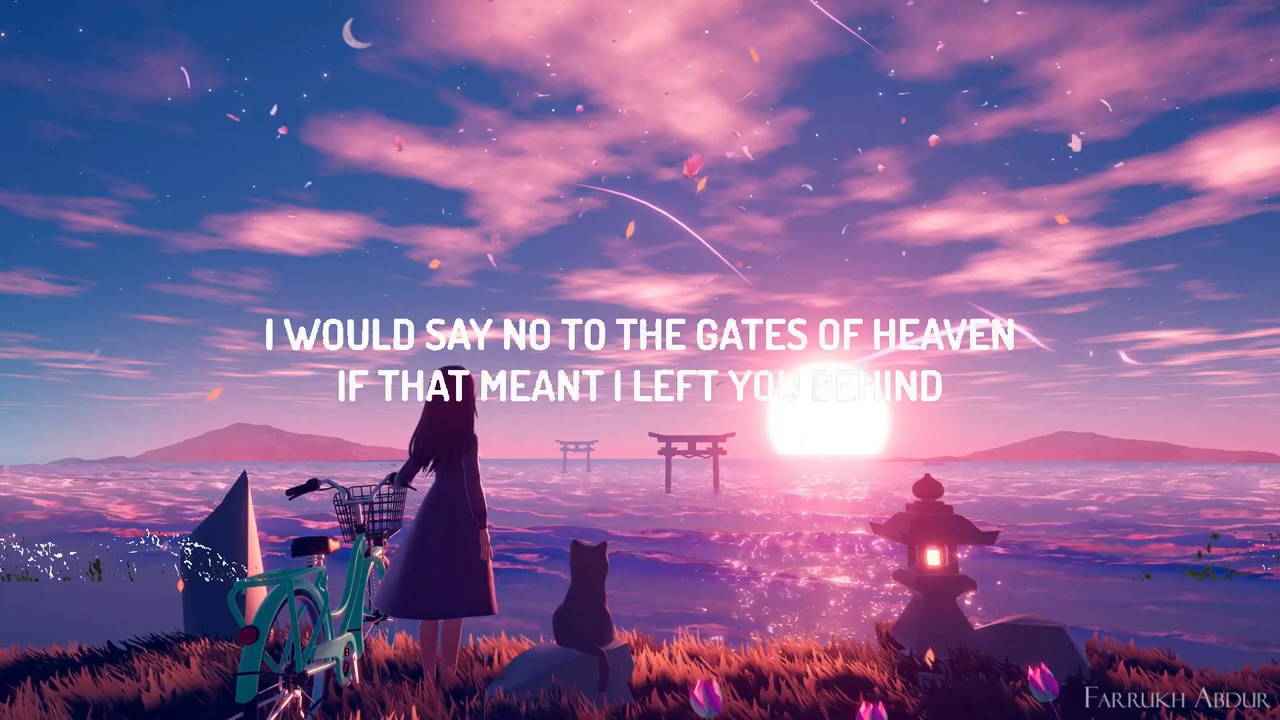 I WOULD SAY NO TO THE GATES OF HEAVEN
IF THAT MEANT I LEFT YOU BEHIND
FARRUKH ABDUR